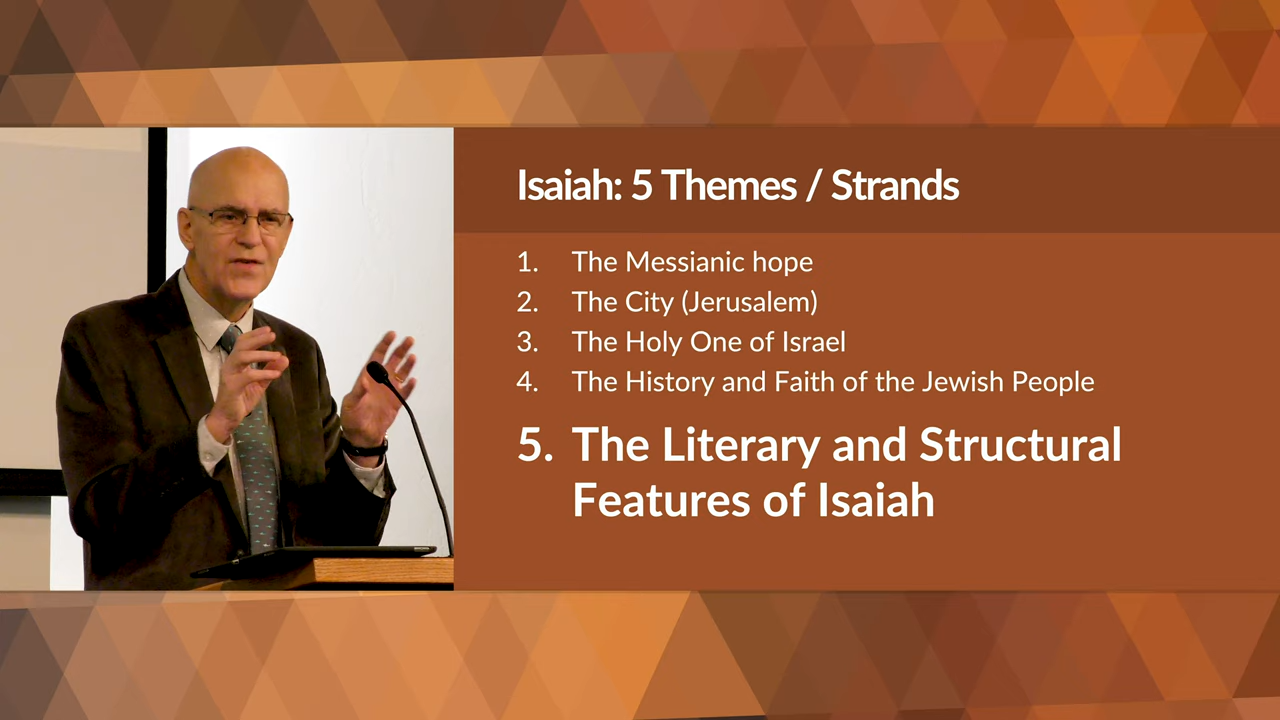 Isaiah: 5 Themes / Strands
1. The Messianic hope
2. The City (Jerusalem)
3. The Holy One of Israel
4. The History and Faith of the Jewish People
5. The Literary and Structural
Features of Isaiah